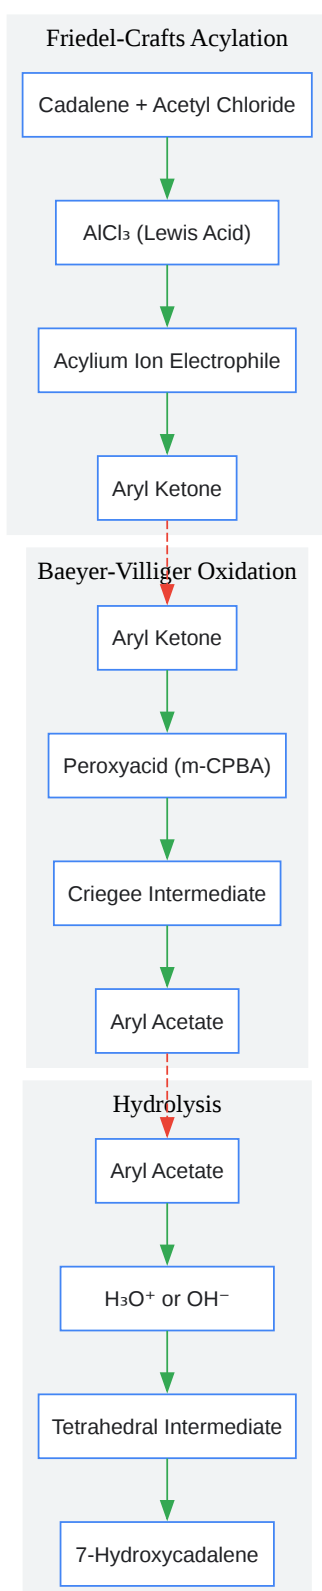 Friedel-Crafts Acylation
Cadalene + Acetyl Chloride
AlCl₃ (Lewis Acid)
Acylium Ion Electrophile
Aryl Ketone
Baeyer-Villiger Oxidation
Aryl Ketone
Peroxyacid (m-CPBA)
Criegee Intermediate
Aryl Acetate
Hydrolysis
Aryl Acetate
H₃O⁺ or OH⁻
Tetrahedral Intermediate
7-Hydroxycadalene